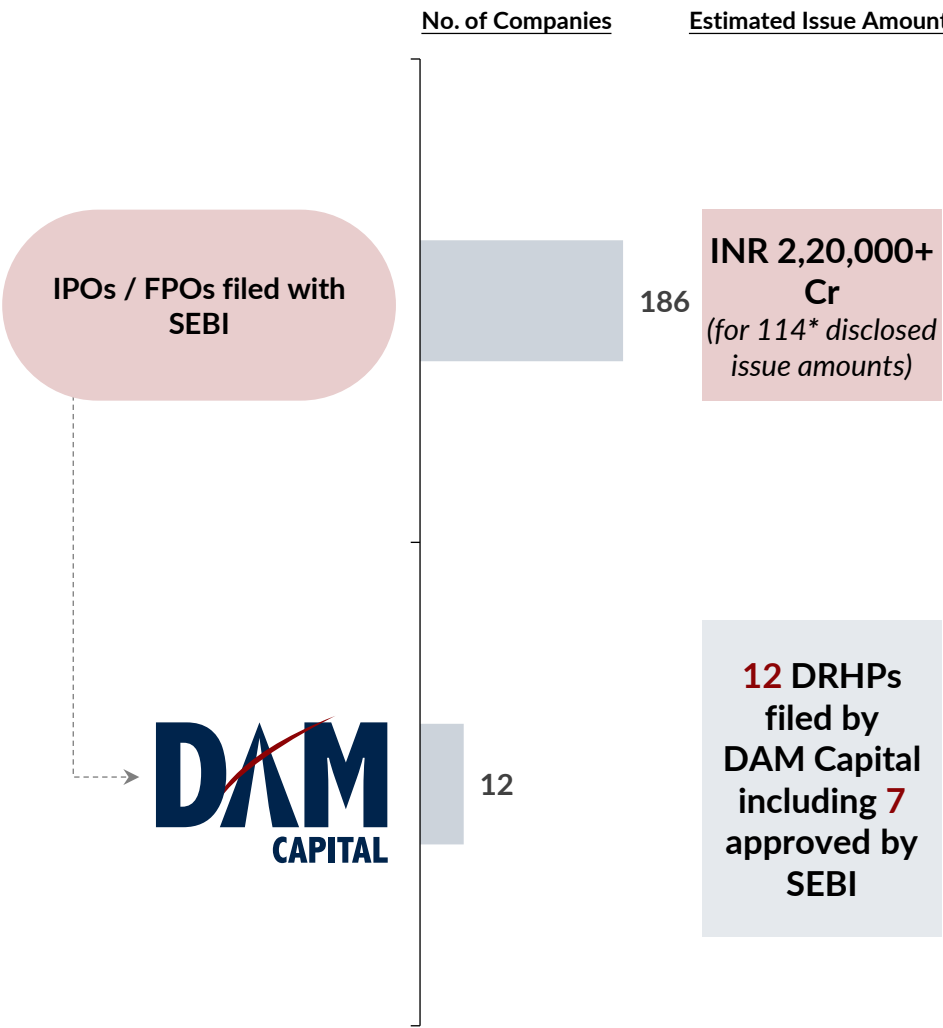 No. of Companies
Estimated Issue Amount
IPOs / FPOs filed with
SEBI
186
INR 2,20,000+
Cr
(for 114* disclosed
issue amounts)
DAM
CAPITAL
12
12 DRHPs
filed by
DAM Capital
including 7
approved by
SEBI